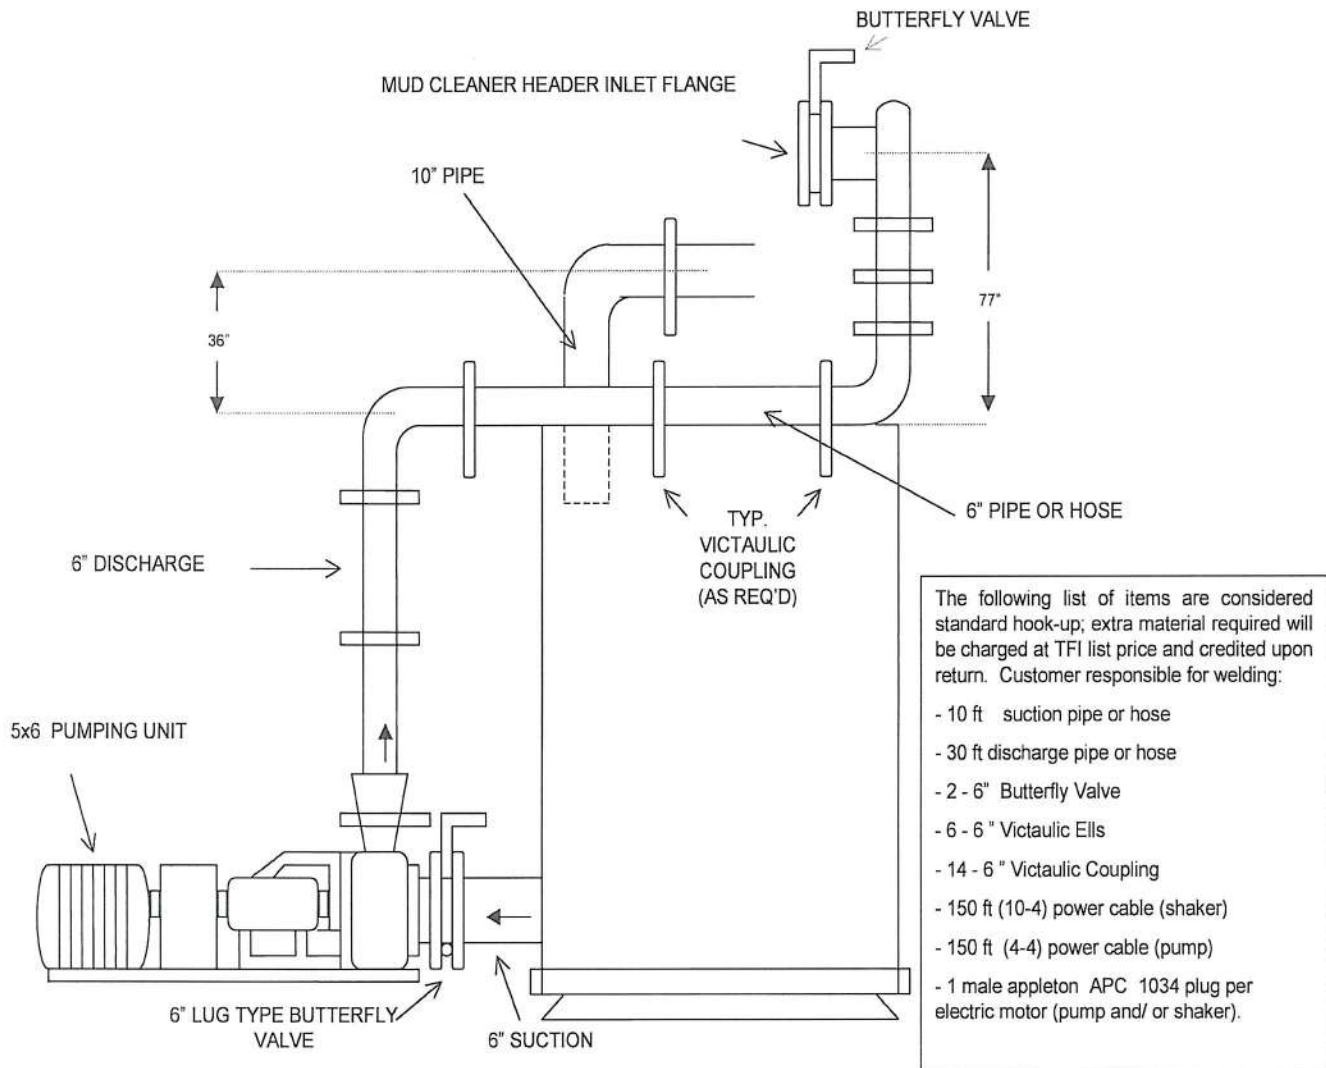 BUTTERFLY VALVE
MUD CLEANER HEADER INLET FLANGE
10" PIPE
36"
77"
6" PIPE OR HOSE
TYP.
VICTAULIC
COUPLING
(AS REQ'D)
6" DISCHARGE
5x6 PUMPING UNIT
6" LUG TYPE BUTTERFLY
VALVE
6" SUCTION
The following list of items are considered
standard hook-up; extra material required will
be charged at TFI list price and credited upon
return. Customer responsible for welding:
- 10 ft suction pipe or hose
- 30 ft discharge pipe or hose
- 2 - 6" Butterfly Valve
- 6 - 6 " Victaulic Ells
- 14 - 6 " Victaulic Coupling
- 150 ft (10-4) power cable (shaker)
- 150 ft (4-4) power cable (pump)
- 1 male appleton APC 1034 plug per
electric motor (pump and/ or shaker).